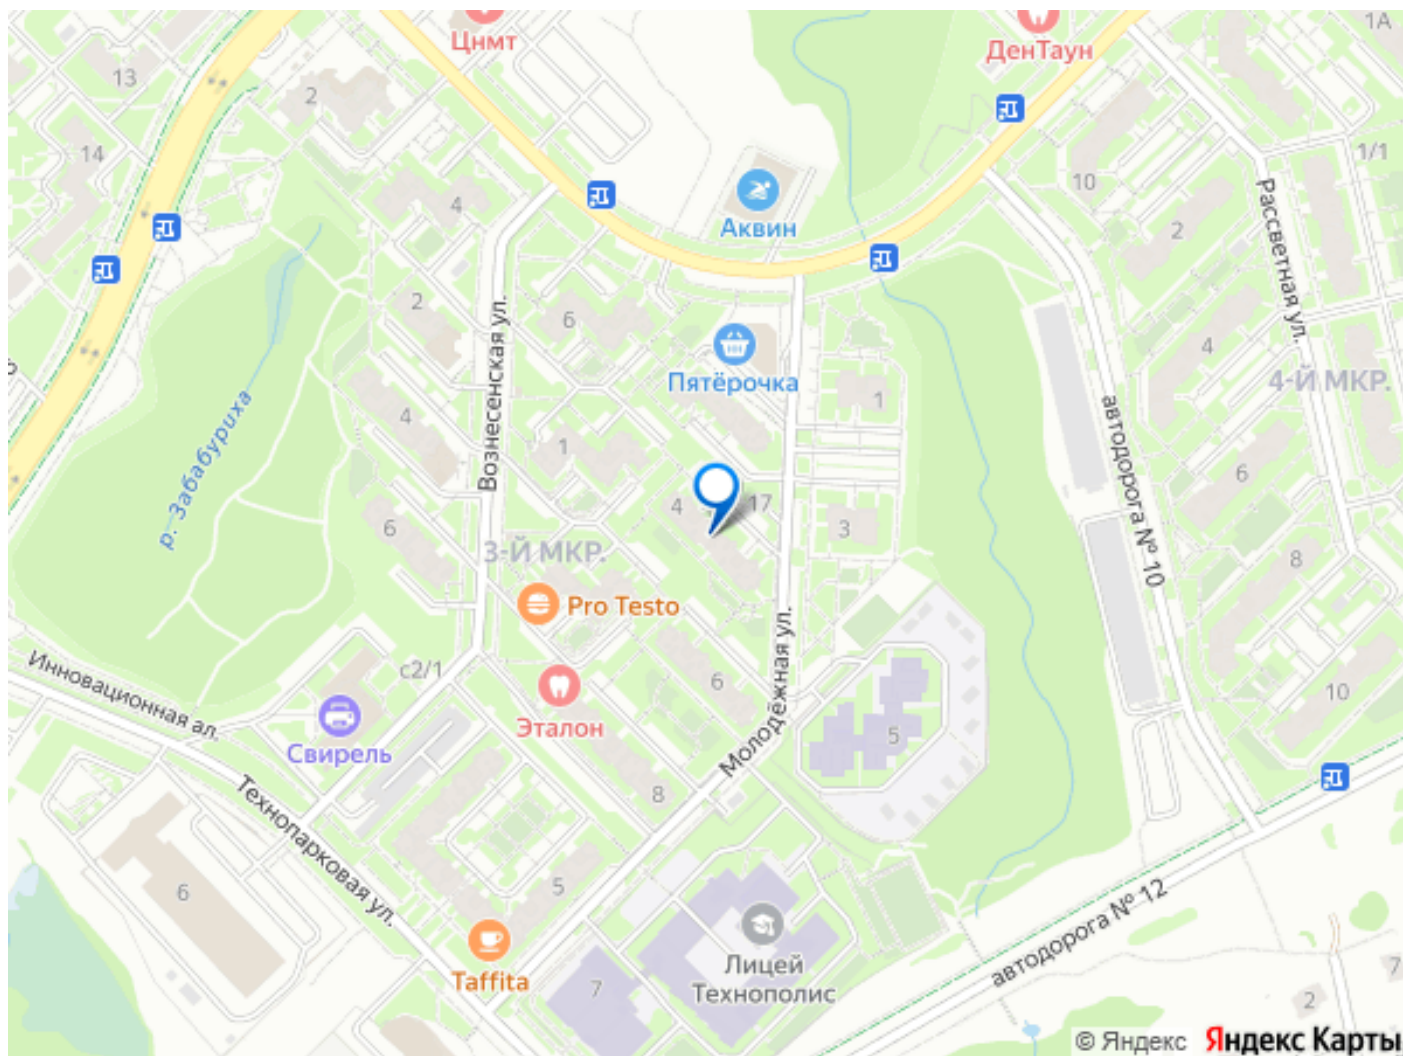 Цнмт
ДенТаун
1А
13
2
14
1/1
10
4
Рассветная ул.
2
Аквин
Вознесенская ул.
2
6
Пятёрочка
4
4-Й МКР.
р. Забабуриха
4
1
1
автодорога № 10
6
4
17
3
6
3-Й МКР.
8
Pro Testo
Молодёжная ул.
с2/1
6
Инновационная ал.
Эталон
5
10
Свирель
8
Технопарковая ул.
6
5
автодорога № 12
Taffita
Лицей
Технополис
7
7
2
© Яндекс Яндекс Карты